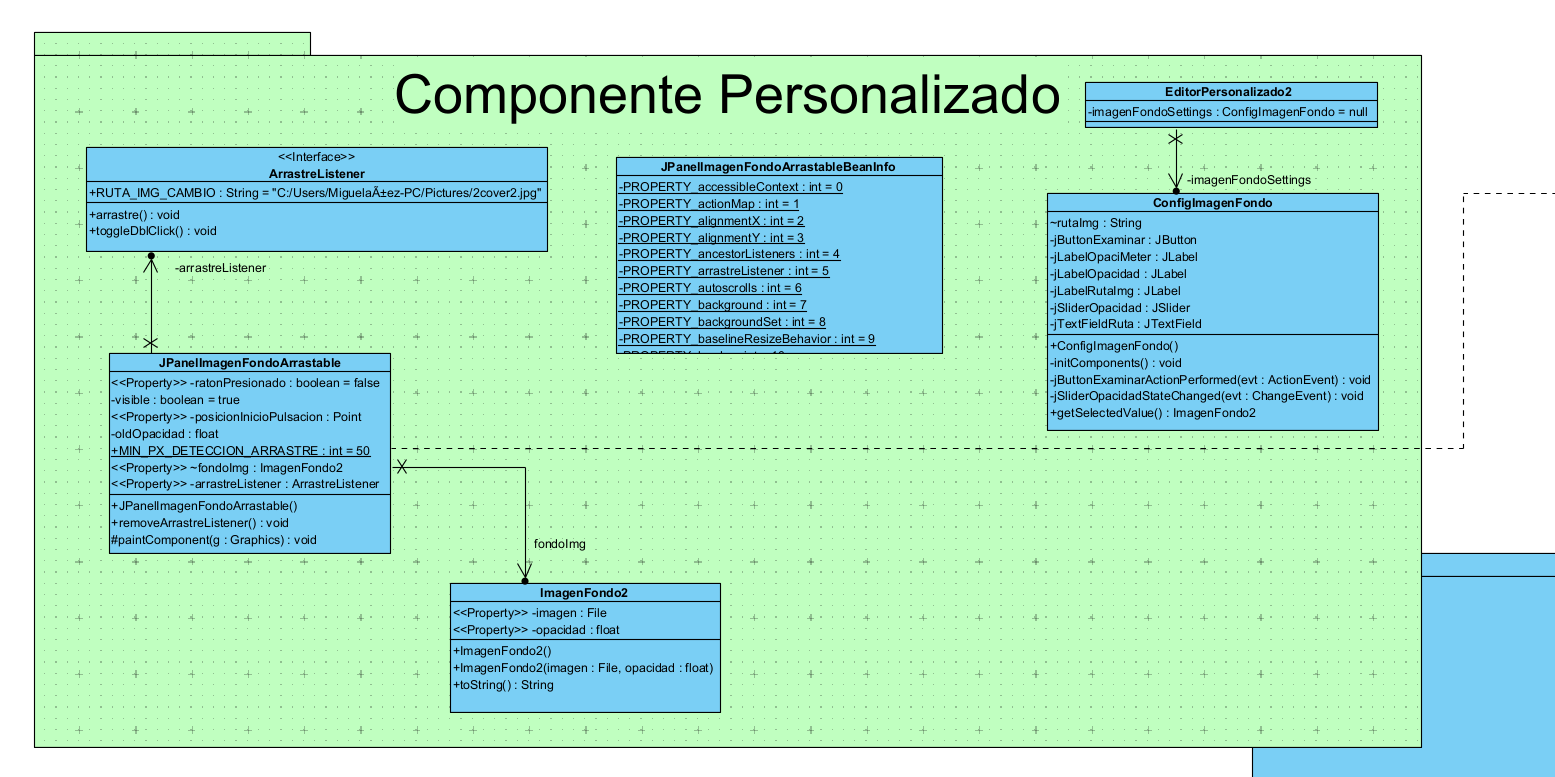 Componente Personalizado
EditorPersonalizado2
-imagenFondoSettings : ConfigImagenFondo = null
<<Interface>>
ArrastreListener
+RUTA_IMG_CAMBIO : String = "C:/Users/MiguelaÃ±ez-PC/Pictures/2cover2.jpg"
+arrastre() : void
+toggleDblClick() : void
JPanelImagenFondoArrastableBeanInfo
-PROPERTY_accessibleContext : int = 0
-PROPERTY_actionMap : int = 1
-PROPERTY_alignmentX : int = 2
-PROPERTY_alignmentY : int = 3
-PROPERTY_ancestorListeners : int = 4
-PROPERTY_arrastreListener : int = 5
-PROPERTY_autoscrolls : int = 6
-PROPERTY_background : int = 7
-PROPERTY_backgroundSet : int = 8
-PROPERTY_baselineResizeBehavior : int = 9
-imagenFondoSettings
ConfigImagenFondo
~rutaImg : String
-jButtonExaminar : JButton
-jLabelOpaciMeter : JLabel
-jLabelOpacidad : JLabel
-jLabelRutaImg : JLabel
-jSliderOpacidad : JSlider
-jTextFieldRuta : JTextField
+ConfigImagenFondo()
-initComponents() : void
-jButtonExaminarActionPerformed(evt : ActionEvent) : void
-jSliderOpacidadStateChanged(evt : ChangeEvent) : void
+getSelectedValue() : ImagenFondo2
-arrastreListener
JPanelImagenFondoArrastable
<<Property>> -ratonPresionado : boolean = false
-visible : boolean = true
<<Property>> -posicionInicioPulsacion : Point
-oldOpacidad : float
+MIN_PX_DETECCION_ARRASTRE : int = 50
<<Property>> ~fondoImg : ImagenFondo2
<<Property>> -arrastreListener : ArrastreListener
+JPanelImagenFondoArrastable()
+removeArrastreListener() : void
#paintComponent(g : Graphics) : void
fondoImg
ImagenFondo2
<<Property>> -imagen : File
<<Property>> -opacidad : float
+ImagenFondo2()
+ImagenFondo2(imagen : File, opacidad : float)
+toString() : String